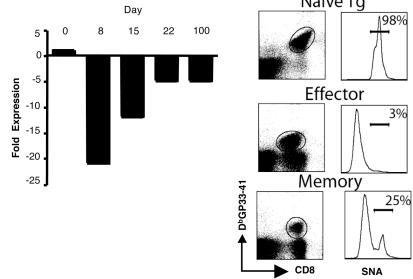 Day
0 8 15 22 100
5
0
-5
-10
-15
-20
-25
Fold Expression
Naive Tg
98%
Effector
3%
Memory
25%
DᵇGP33-41
CD8
SNA